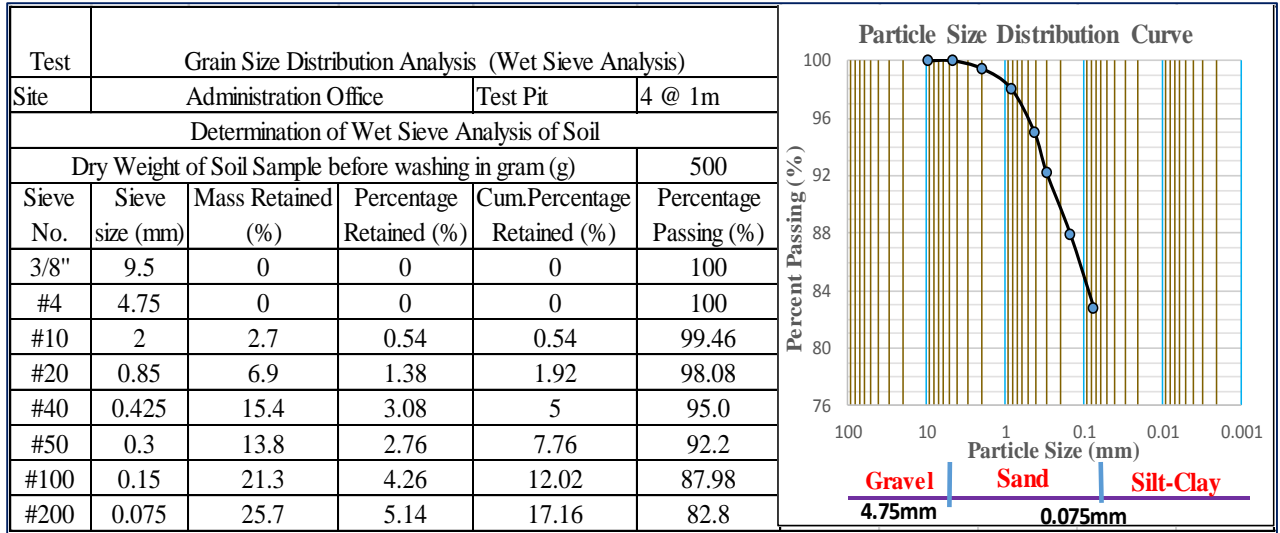 Test Grain Size Distribution Analysis (Wet Sieve Analysis)
Site Administration Office Test Pit 4 @ 1m
Determination of Wet Sieve Analysis of Soil
Dry Weight of Soil Sample before washing in gram (g) 500
Sieve Sieve Mass Retained Percentage Cum.Percentage Percentage
No. size (mm) (%) Retained (%) Retained (%) Passing (%)
3/8" 9.5 0 0 0 100
#4 4.75 0 0 0 100
#10 2 2.7 0.54 0.54 99.46
#20 0.85 6.9 1.38 1.92 98.08
#40 0.425 15.4 3.08 5 95.0
#50 0.3 13.8 2.76 7.76 92.2
#100 0.15 21.3 4.26 12.02 87.98
#200 0.075 25.7 5.14 17.16 82.8
Particle Size Distribution Curve
Percent Passing (%)
100
96
92
88
84
80
76
100 10 1 0.1 0.01 0.001
Particle Size (mm)
Gravel Sand Silt-Clay
4.75mm 0.075mm